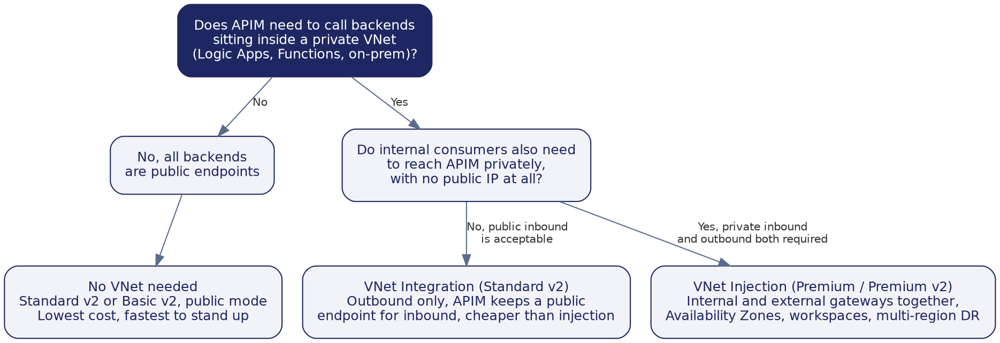 Does APIM need to call backends
sitting inside a private VNet
(Logic Apps, Functions, on-prem)?
No
Yes
No, all backends
are public endpoints
Do internal consumers also need
to reach APIM privately,
with no public IP at all?
No, public inbound
is acceptable
Yes, private inbound
and outbound both required
No VNet needed
Standard v2 or Basic v2, public mode
Lowest cost, fastest to stand up
VNet Integration (Standard v2)
Outbound only, APIM keeps a public
endpoint for inbound, cheaper than injection
VNet Injection (Premium / Premium v2)
Internal and external gateways together,
Availability Zones, workspaces, multi-region DR